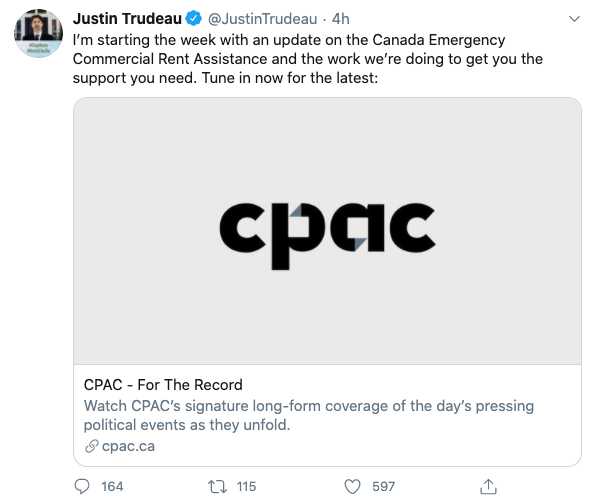 Justin Trudeau @JustinTrudeau · 4h
I’m starting the week with an update on the Canada Emergency
Commercial Rent Assistance and the work we’re doing to get you the
support you need. Tune in now for the latest:
cpac
CPAC - For The Record
Watch CPAC’s signature long-form coverage of the day’s pressing
political events as they unfold.
cpac.ca
164 115 597